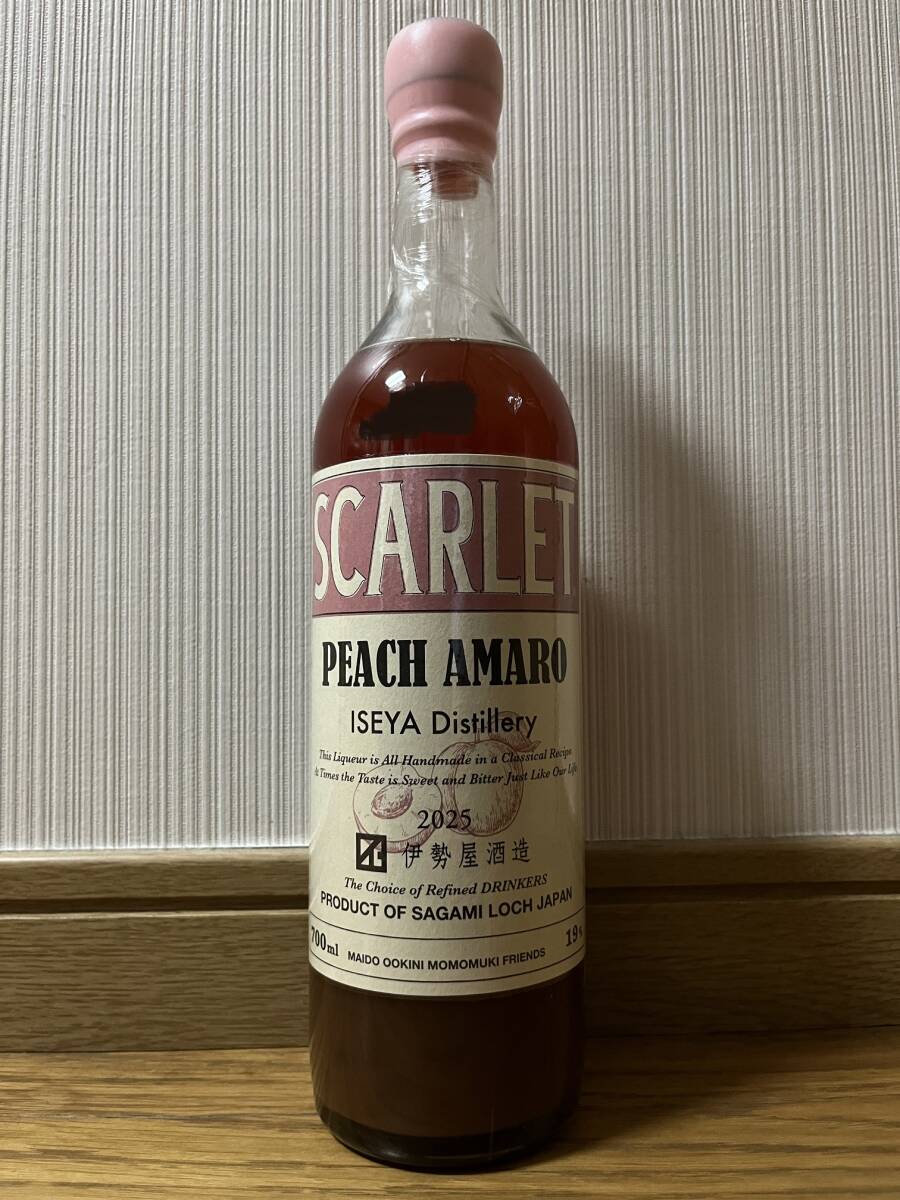 SCARLET
PEACH AMARO
ISEYA Distillery
This Liqueur is All Handmade in a Classical Recipe
Times the Taste is Sweet and Bitter Just Like Our Life
2025
伊勢屋酒造
The Choice of Refined DRINKERS
PRODUCT OF SAGAMI LOCH JAPAN
700ml
19%
MAIDO OOKINI MOMOMUKI FRIENDS